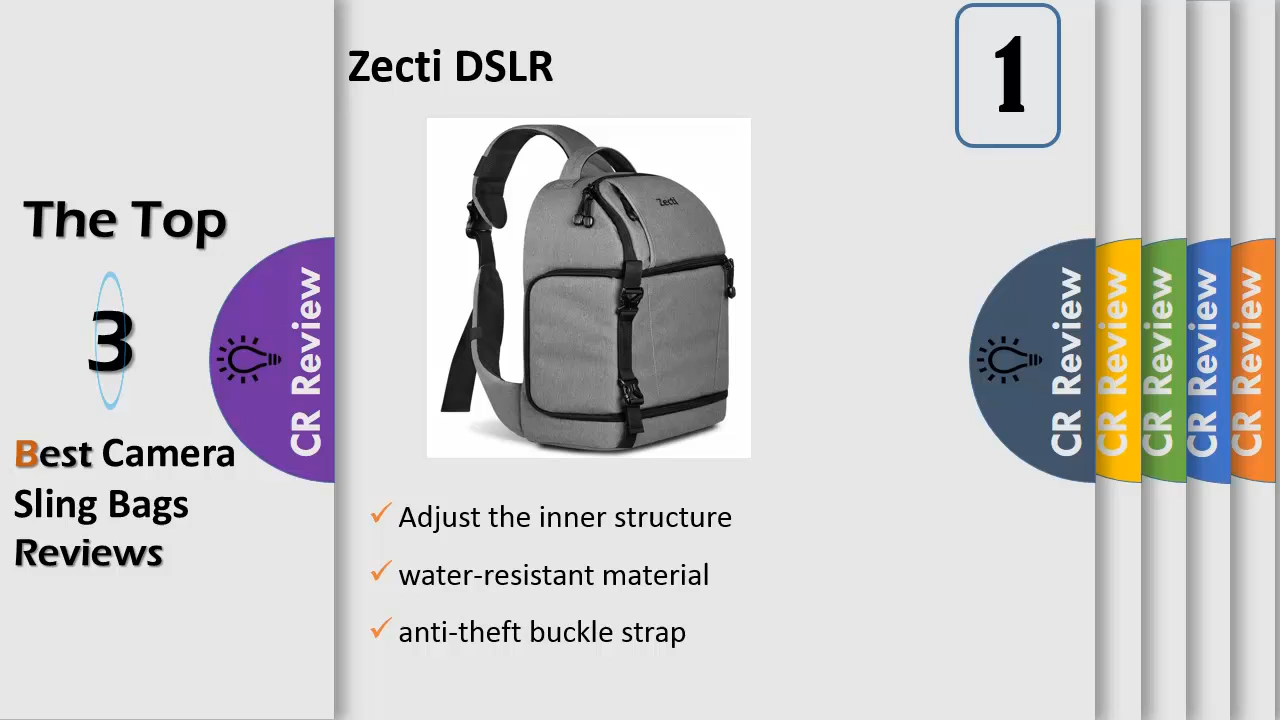 The Top
3
Best Camera
Sling Bags
Reviews
CR Review
Zecti DSLR
1
Zecti
Adjust the inner structure
water-resistant material
anti-theft buckle strap
CR Review
CR Review
CR Review
CR Review
CR Review